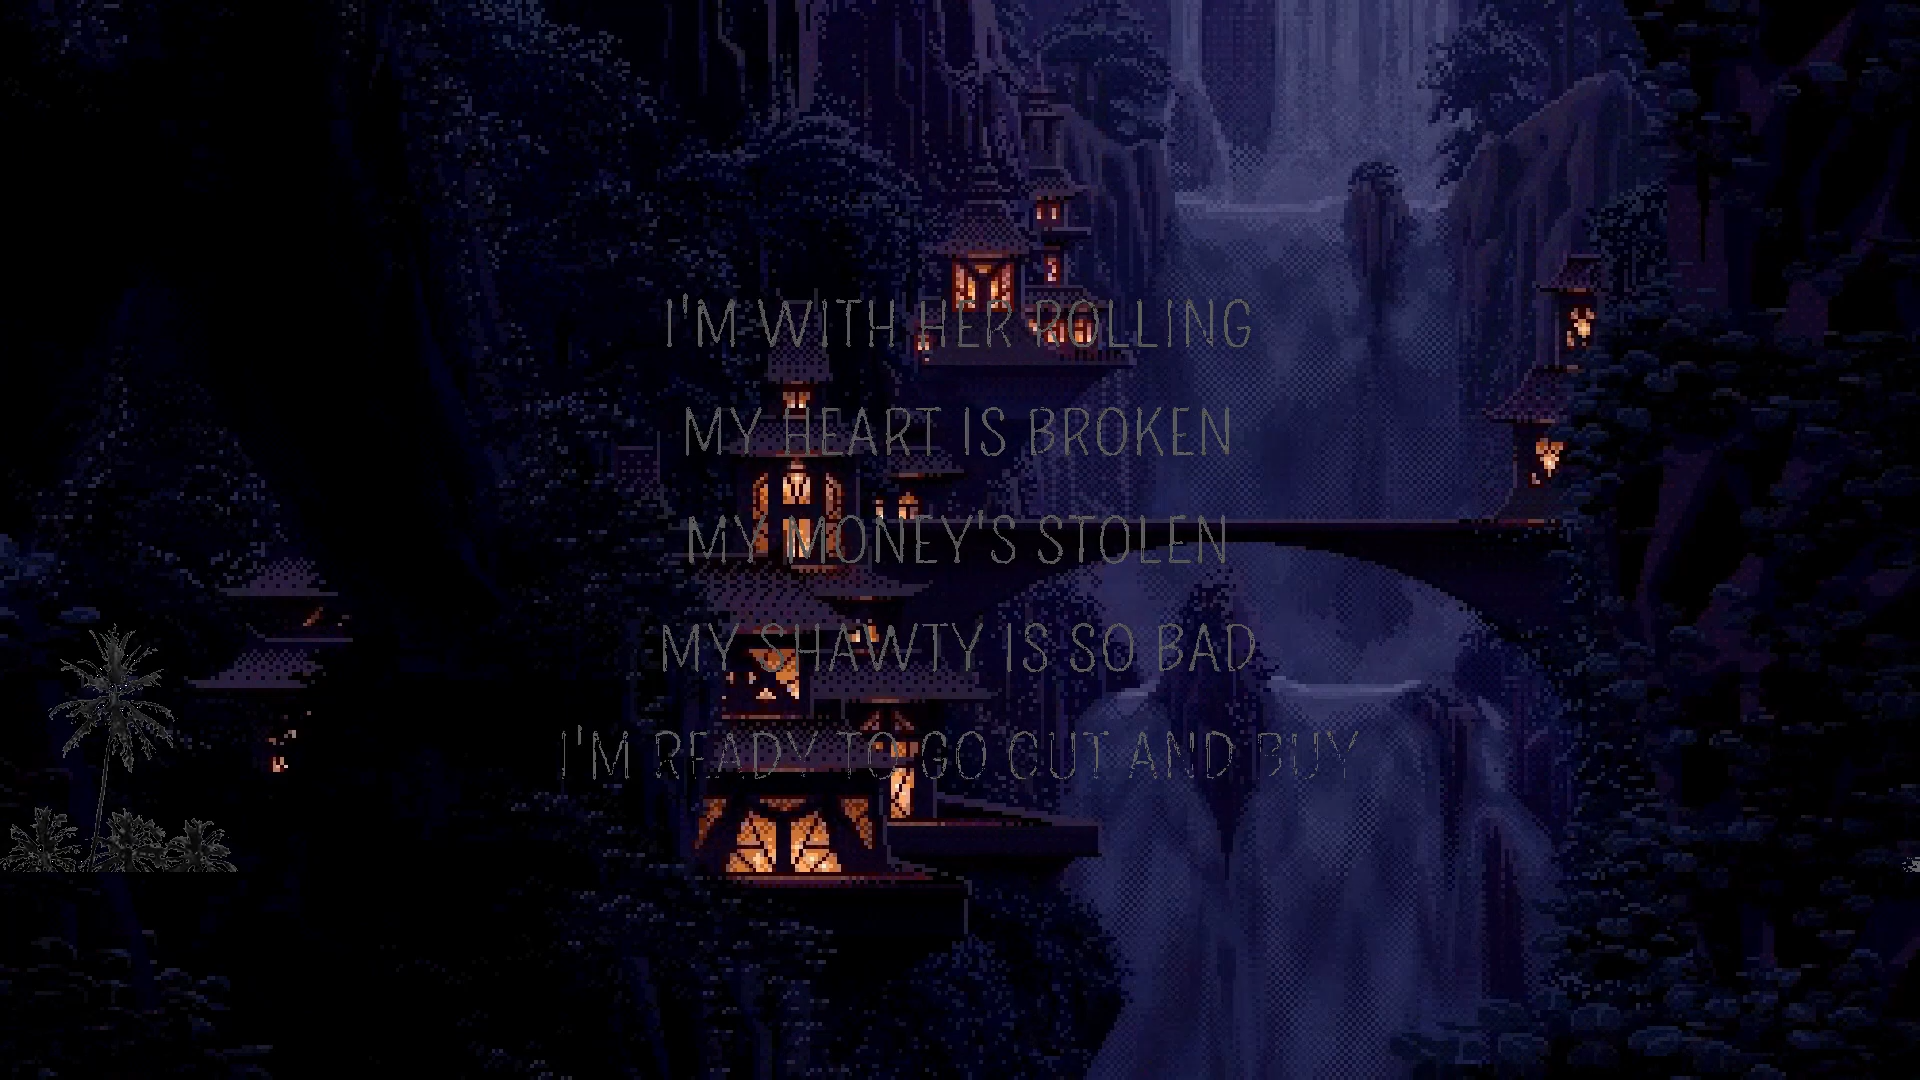 I'M WITH HER ROLLING
MY HEART IS BROKEN
MY MONEY'S STOLEN
MY SHAWTY IS SO BAD
I'M READY TO GO OUT AND BUY